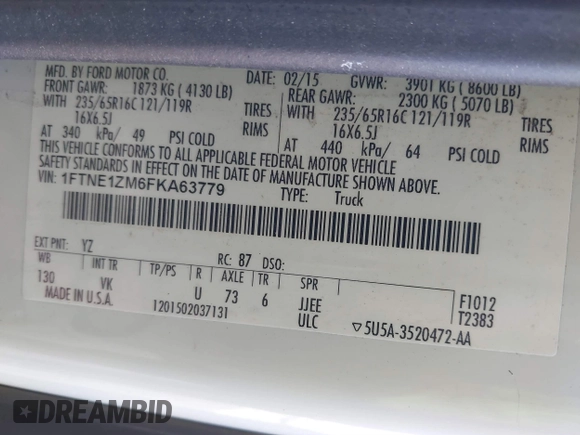 MFD. BY FORD MOTOR CO.
DATE: 02/15 GVWR: 3901 KG ( 8600 LB)
FRONT GAWR: 1873 KG ( 4130 LB)
REAR GAWR: 2300 KG ( 5070 LB)
WITH 235/65R16C 121/119R TIRES
WITH 235/65R16C 121/119R TIRES
16X6.5J RIMS
16X6.5J RIMS
AT 340 kPa/ 49 PSI COLD
AT 440 kPa/ 64 PSI COLD
THIS VEHICLE CONFORMS TO ALL APPLICABLE FEDERAL MOTOR VEHICLE
SAFETY STANDARDS IN EFFECT ON THE DATE OF MANUFACTURE SHOWN ABOVE.
VIN: 1FTNE1ZM6FKA63779
TYPE: Truck
EXT PNT: YZ RC: 87 DSO:
WB INT TR TP/PS R AXLE TR SPR F1012
130 VK U 73 6 JJEE T2383
MADE IN U.S.A. 1201502037131 ULC ▽5U5A-3520472-AA
DREAMBID